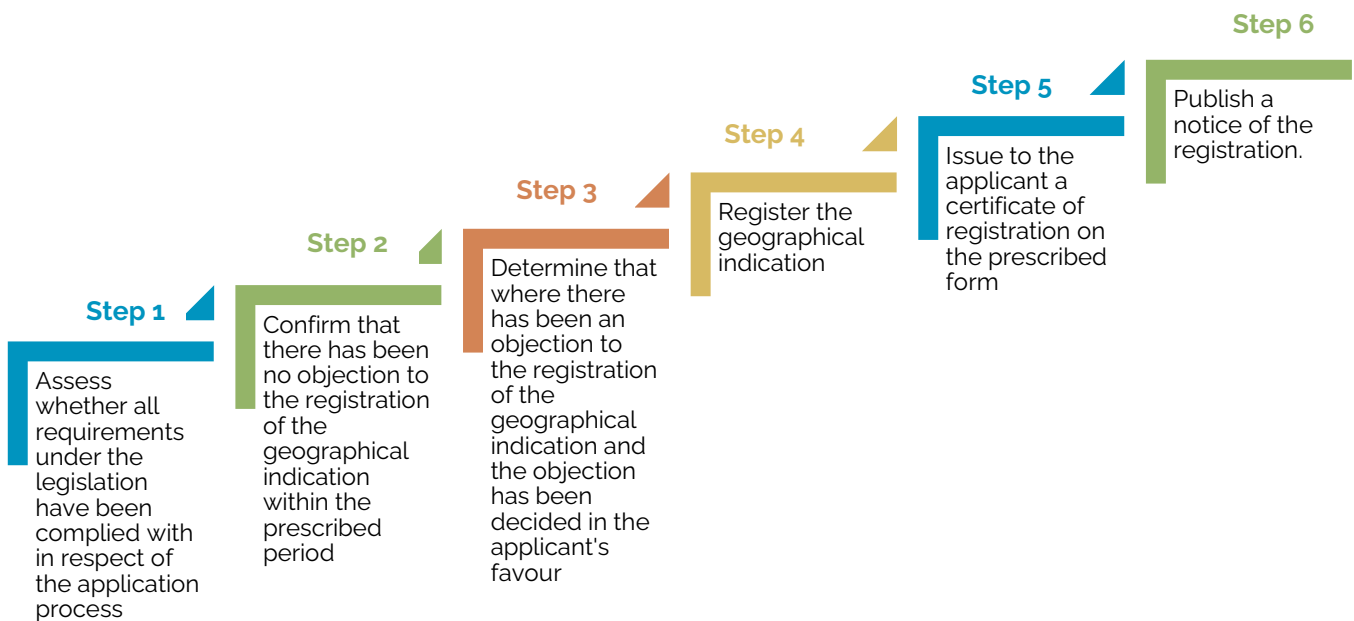 Step 1
Assess
whether all
requirements
under the
legislation
have been
complied with
in respect of
the application
process
Step 2
Confirm that
there has been
no objection to
the registration
of the
geographical
indication
within the
prescribed
period
Step 3
Determine that
where there
has been an
objection to
the registration
of the
geographical
indication and
the objection
has been
decided in the
applicant's
favour
Step 4
Register the
geographical
indication
Step 5
Issue to the
applicant a
certificate of
registration on
the prescribed
form
Step 6
Publish a
notice of the
registration.